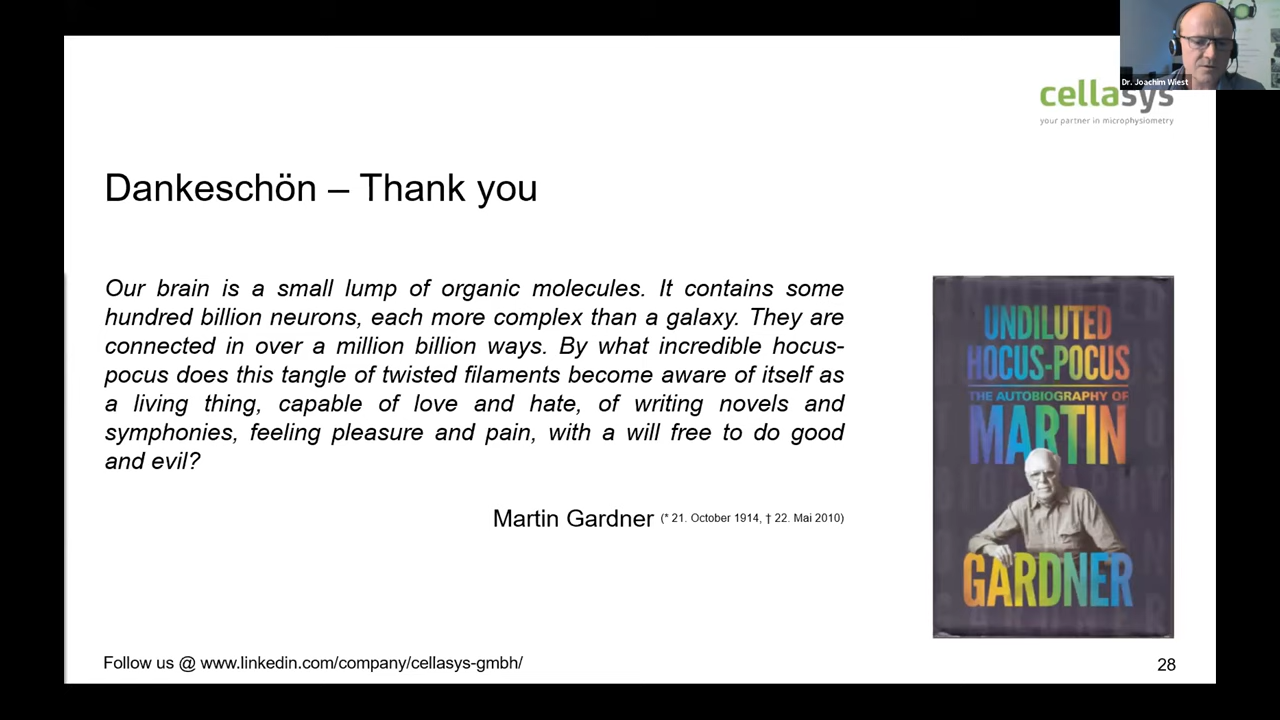 Dr. Joachim Wiest
cellasys
your partner in microphysiometry
Dankeschön – Thank you
Our brain is a small lump of organic molecules. It contains some
hundred billion neurons, each more complex than a galaxy. They are
connected in over a million billion ways. By what incredible hocus-
pocus does this tangle of twisted filaments become aware of itself as
a living thing, capable of love and hate, of writing novels and
symphonies, feeling pleasure and pain, with a will free to do good
and evil?
Martin Gardner (* 21. October 1914, † 22. Mai 2010)
UNDILUTED
HOCUS-POCUS
THE AUTOBIOGRAPHY OF
MARTIN
GARDNER
Follow us @ www.linkedin.com/company/cellasys-gmbh/
28